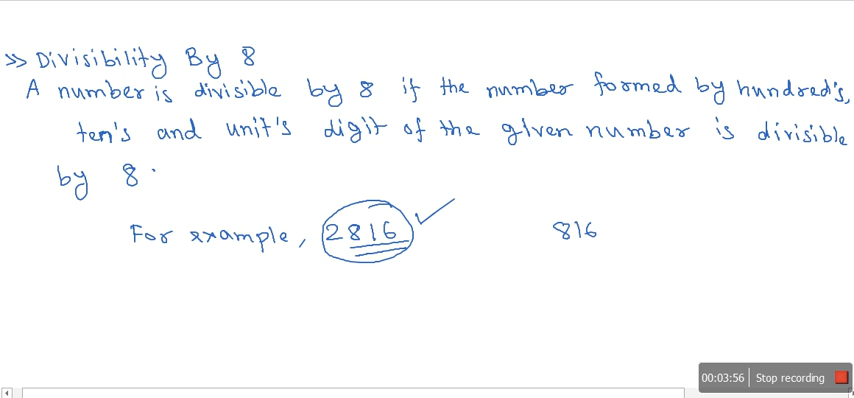 >> Divisibility By 8
A number is divisible by 8 if the number formed by hundred's,
ten's and unit's digit of the given number is divisible
by 8.
For example, 2816 ✓ 816
00:03:56 Stop recording